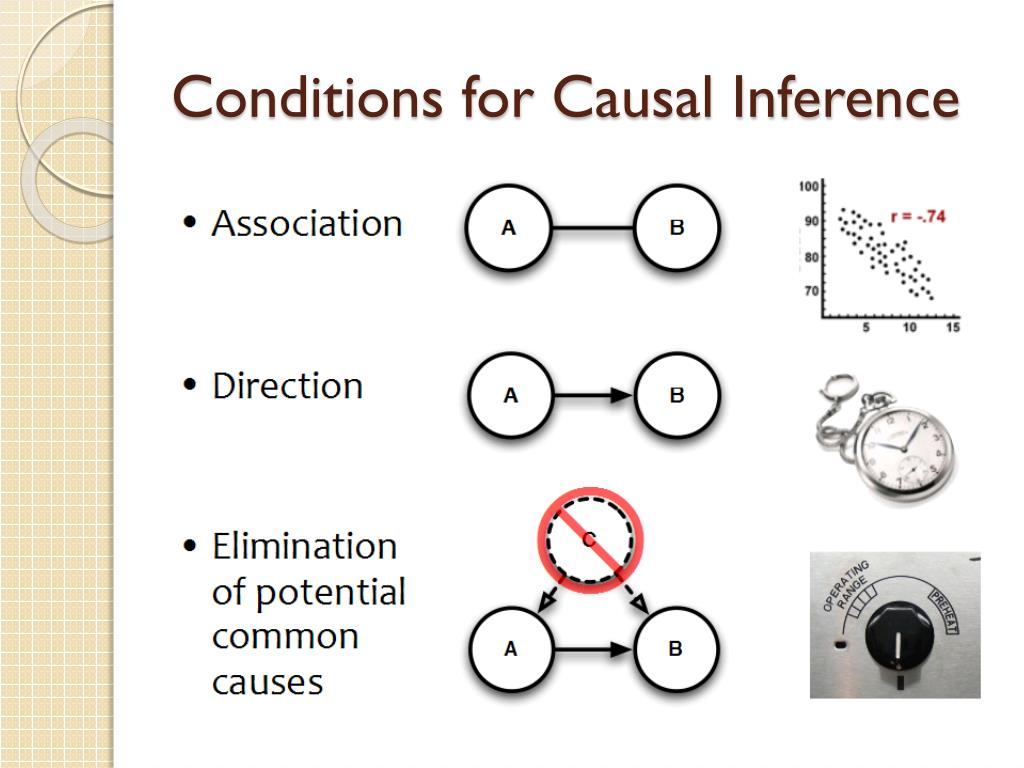 Conditions for Causal Inference
• Association
A
B
100
90
80
70
r = -.74
5 10 15
• Direction
A
B
• Elimination
of potential
common
causes
C
A
B
OPERATING
RANGE
PREHEAT